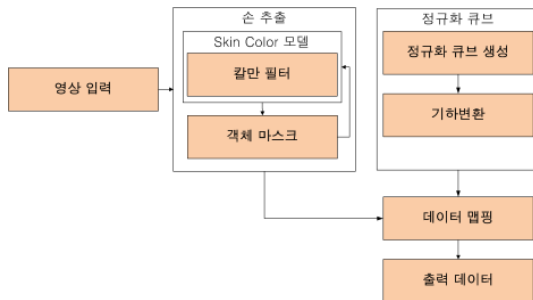 손 추출
정규화 큐브
Skin Color 모델
정규화 큐브 생성
칼만 필터
영상 입력
기하변환
객체 마스크
데이터 맵핑
출력 데이터